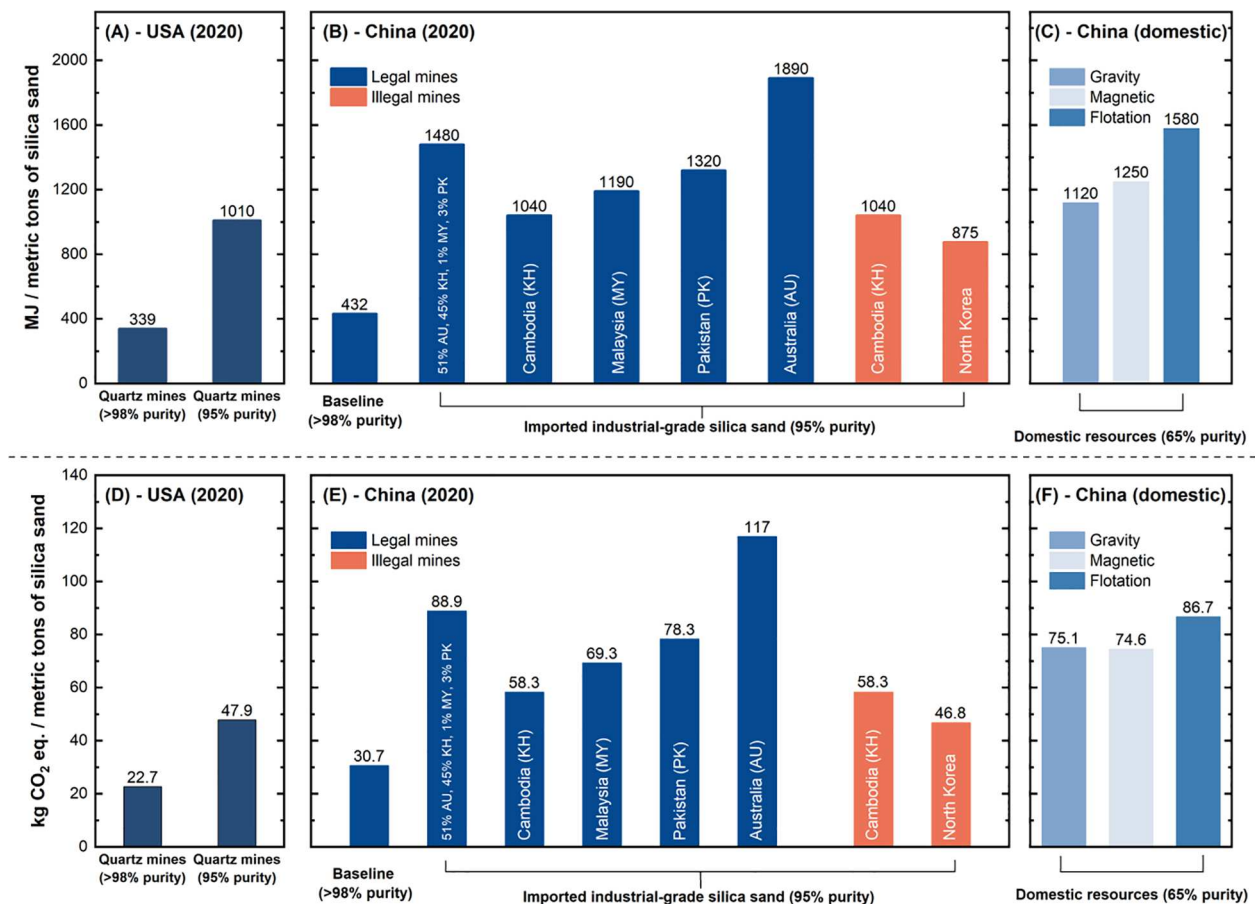 (A) - USA (2020)
MJ / metric tons of silica sand
2000
1600
1200
800
400
0
339
1010
Quartz mines
(>98% purity)
Quartz mines
(95% purity)
(B) - China (2020)
Legal mines
Illegal mines
432
1480
1040
1190
1320
1890
1040
875
51% AU, 45% KH, 1% MY, 3% PK
Cambodia (KH)
Malaysia (MY)
Pakistan (PK)
Australia (AU)
Cambodia (KH)
North Korea
Baseline
(>98% purity)
Imported industrial-grade silica sand (95% purity)
(C) - China (domestic)
Gravity
Magnetic
Flotation
1120
1250
1580
Domestic resources (65% purity)
(D) - USA (2020)
kg CO₂ eq. / metric tons of silica sand
140
120
100
80
60
40
20
0
22.7
47.9
Quartz mines
(>98% purity)
Quartz mines
(95% purity)
(E) - China (2020)
Legal mines
Illegal mines
30.7
88.9
58.3
69.3
78.3
117
58.3
46.8
51% AU, 45% KH, 1% MY, 3% PK
Cambodia (KH)
Malaysia (MY)
Pakistan (PK)
Australia (AU)
Cambodia (KH)
North Korea
Baseline
(>98% purity)
Imported industrial-grade silica sand (95% purity)
(F) - China (domestic)
Gravity
Magnetic
Flotation
75.1
74.6
86.7
Domestic resources (65% purity)